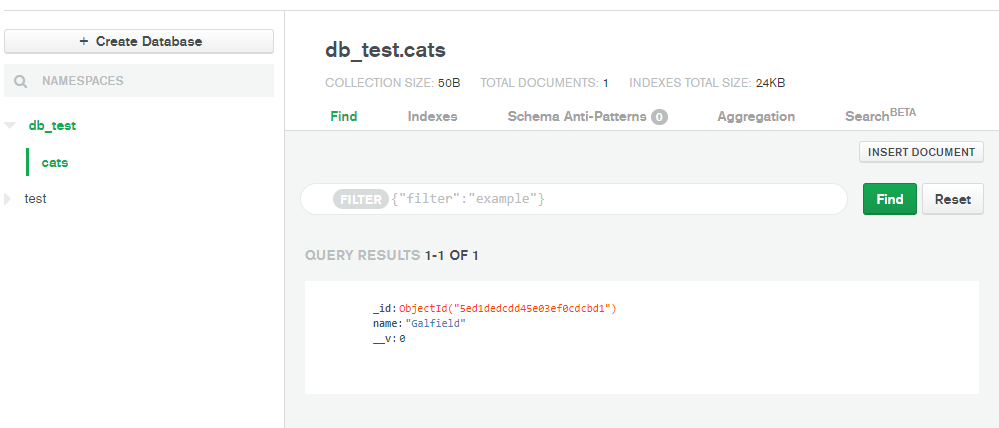 + Create Database
NAMESPACES
db_test
cats
test
db_test.cats
COLLECTION SIZE: 50B TOTAL DOCUMENTS: 1 INDEXES TOTAL SIZE: 24KB
Find Indexes Schema Anti-Patterns 0 Aggregation Search BETA
INSERT DOCUMENT
FILTER {"filter":"example"} Find Reset
QUERY RESULTS 1-1 OF 1
_id: ObjectId("5ed1dedcdd45e03ef0cdcbd1")
name: "Galfield"
__v: 0